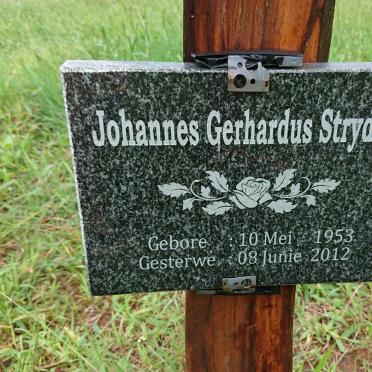 Johannes Gerhardus Stryd
Gebore : 10 Mei 1953
Gesterwe : 08 Junie 2012